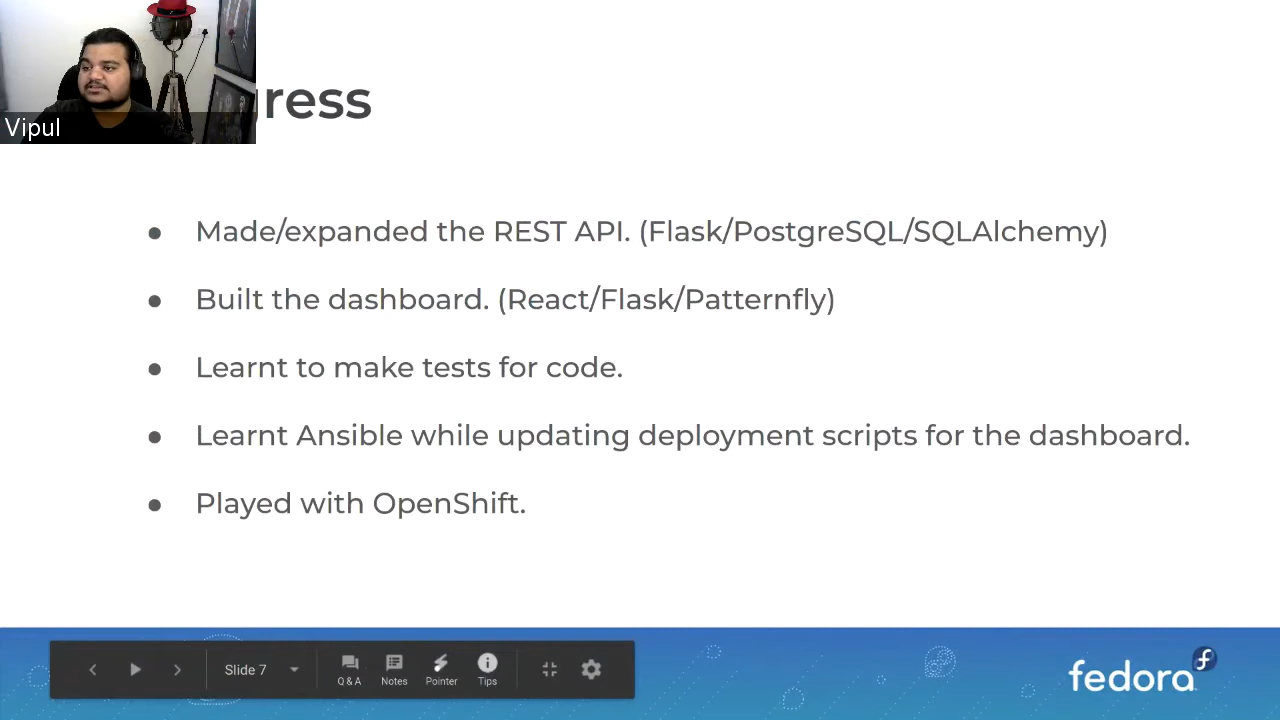 gress
Vipul
● Made/expanded the REST API. (Flask/PostgreSQL/SQLAlchemy)
● Built the dashboard. (React/Flask/Patternfly)
● Learnt to make tests for code.
● Learnt Ansible while updating deployment scripts for the dashboard.
● Played with OpenShift.
Slide 7
Q & A Notes Pointer Tips
fedora